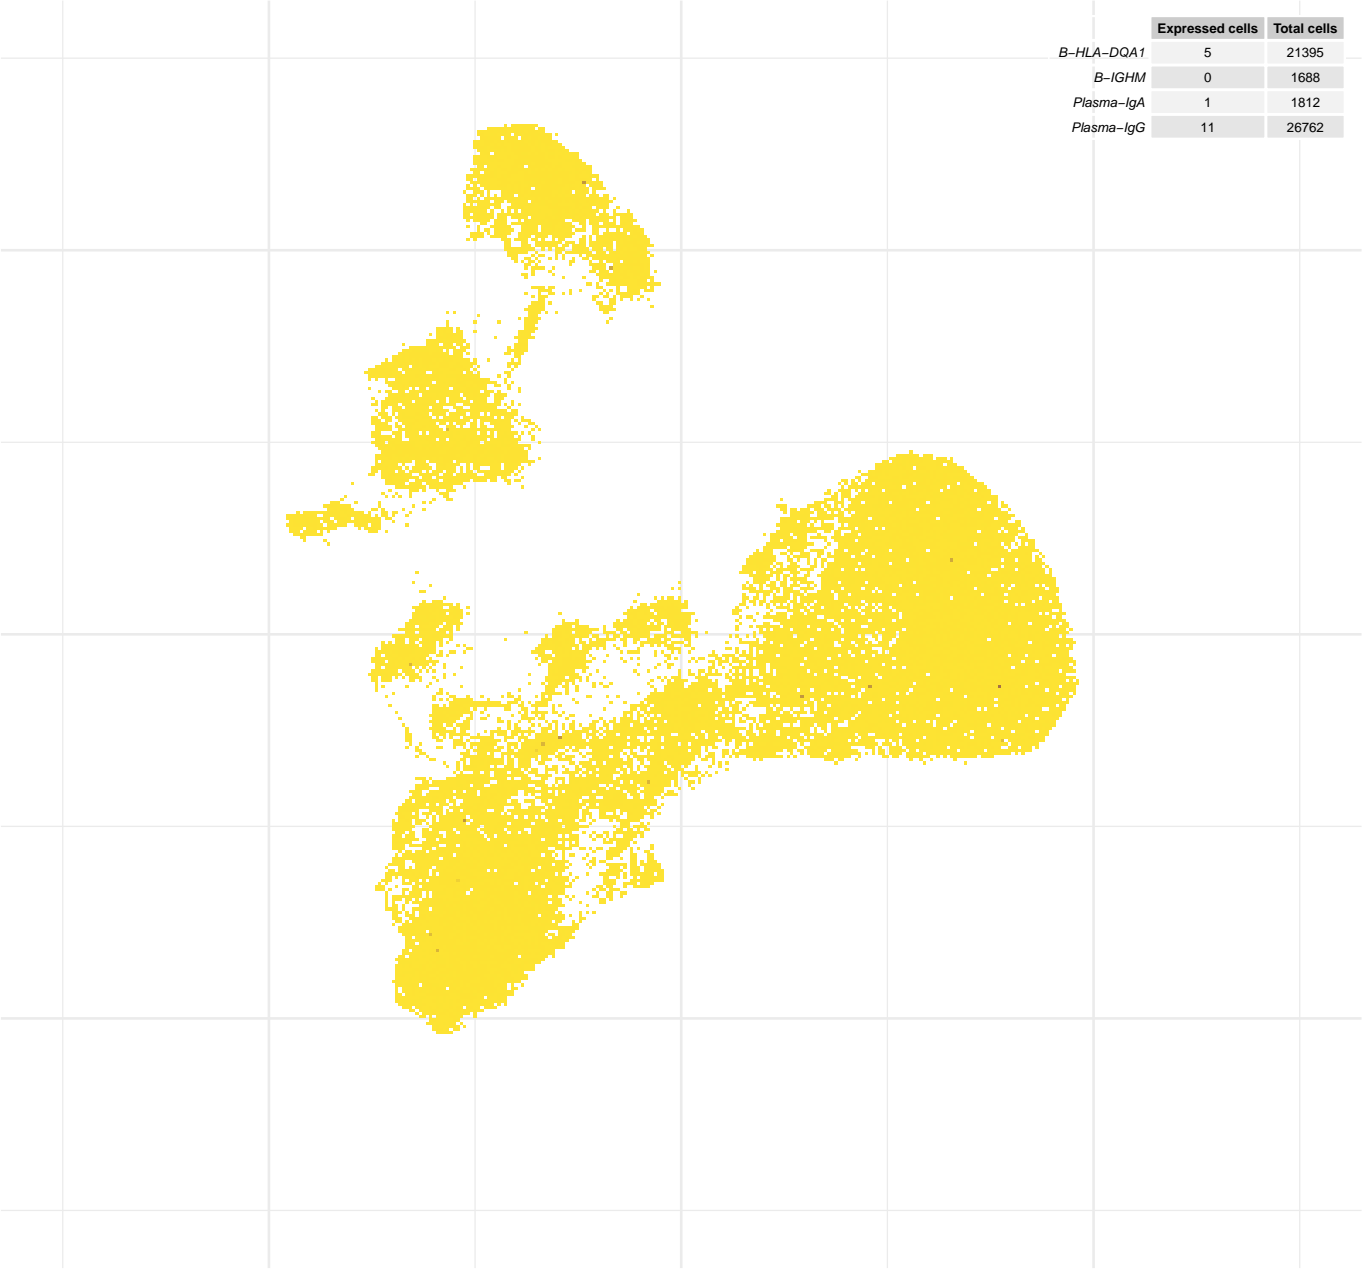 Expressed cells Total cells
B−HLA−DQA1 5 21395
B−IGHM 0 1688
Plasma−IgA 1 1812
Plasma−IgG 11 26762